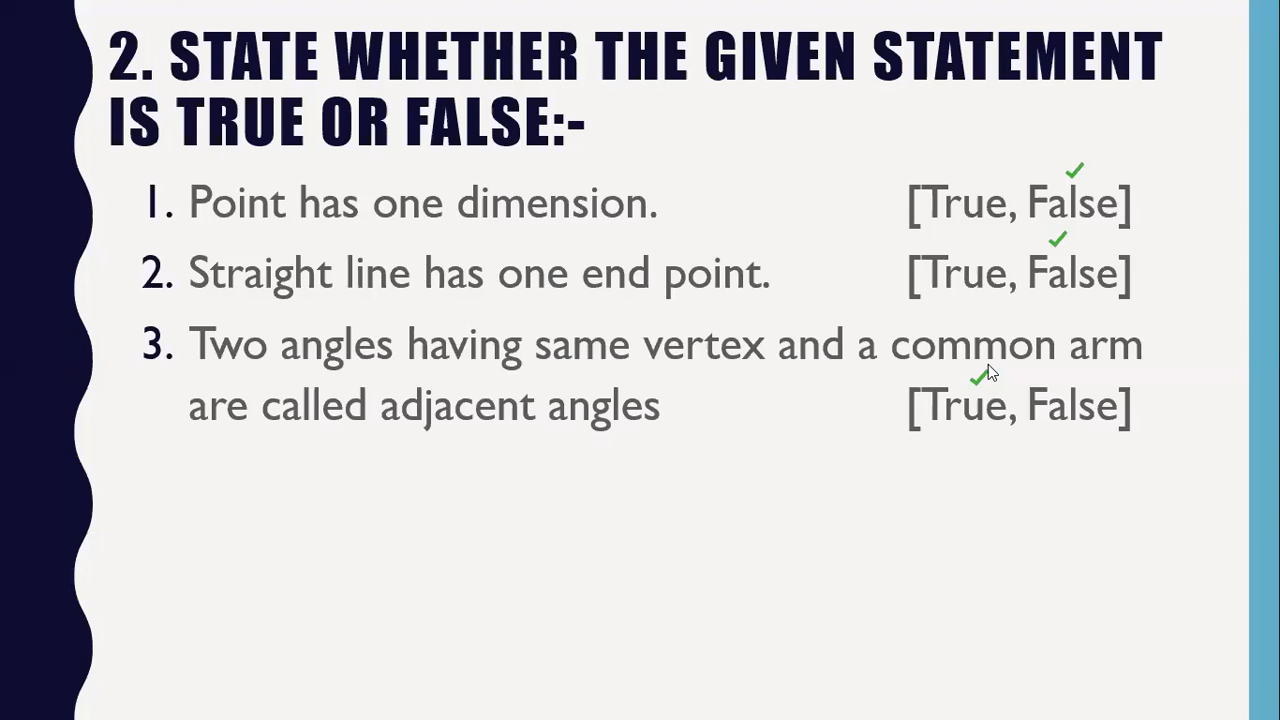 2. STATE WHETHER THE GIVEN STATEMENT
IS TRUE OR FALSE:-
1. Point has one dimension. [True, False]
2. Straight line has one end point. [True, False]
3. Two angles having same vertex and a common arm
are called adjacent angles [True, False]